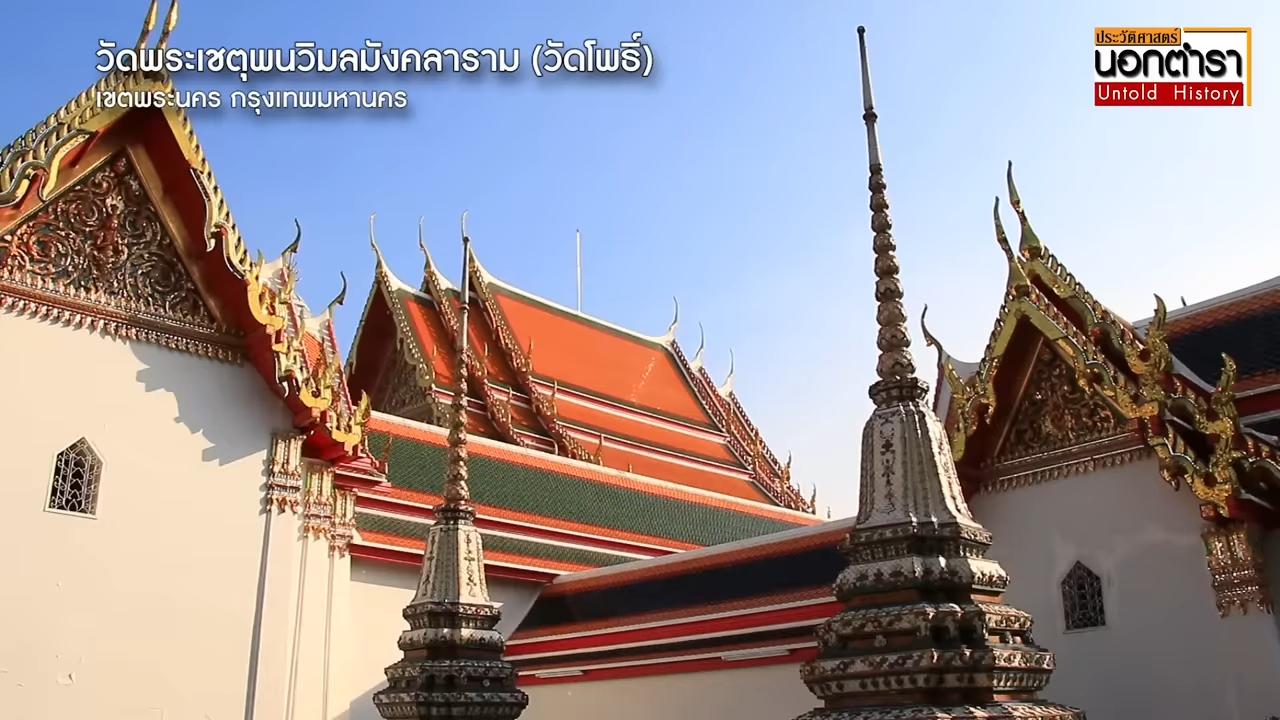 วัดพระเชตุพนวิมลมังคลาราม (วัดโพธิ์)
เขตพระนคร กรุงเทพมหานคร
ประวัติศาสตร์
นอกตำรา
Untold History